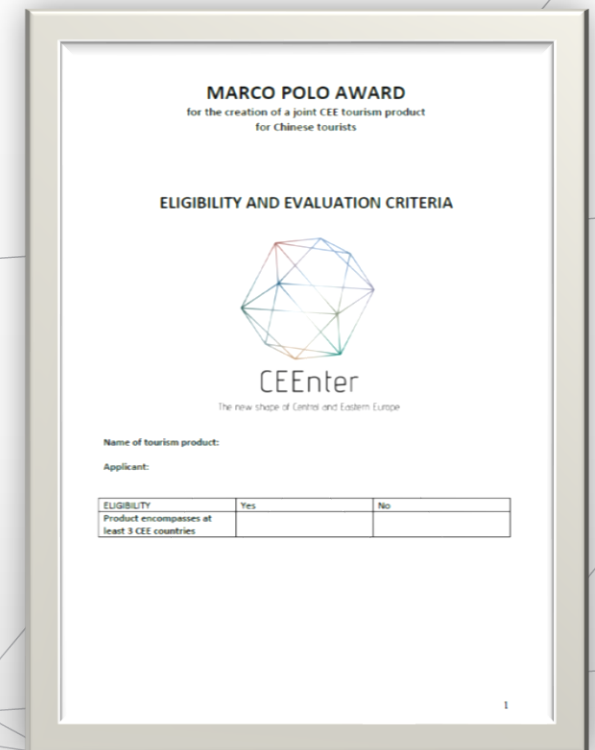 MARCO POLO AWARD
for the creation of a joint CEE tourism product
for Chinese tourists
ELIGIBILITY AND EVALUATION CRITERIA
CEEnter
The new shape of Central and Eastern Europe
Name of tourism product:
Applicant:
ELIGIBILITY Yes No
Product encompasses at
least 3 CEE countries
1